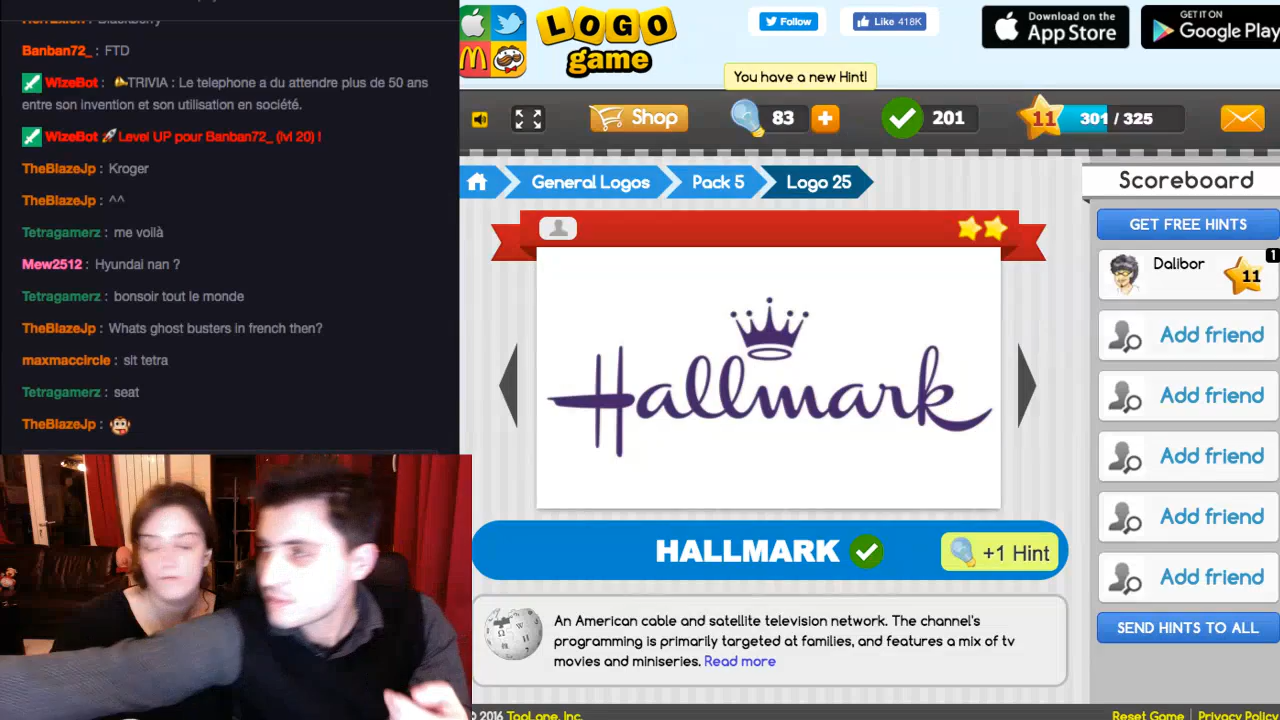 Blackberry
Banban72_ : FTD
WizeBot : TRIVIA : Le telephone a du attendre plus de 50 ans
entre son invention et son utilisation en société.
WizeBot Level UP pour Banban72_ (lvl 20) !
TheBlazeJp : Kroger
TheBlazeJp : ^^
Tetragamerz : me voilà
Mew2512 : Hyundai nan ?
Tetragamerz : bonsoir tout le monde
TheBlazeJp : Whats ghost busters in french then?
maxmaccircle : slt tetra
Tetragamerz : seat
TheBlazeJp :
LOGO
game
Follow
Like 418K
Download on the
App Store
GET IT ON
Google Play
You have a new Hint!
Shop
83
201
11
301 / 325
General Logos
Pack 5
Logo 25
Hallmark
HALLMARK
+1 Hint
An American cable and satellite television network. The channel's
programming is primarily targeted at families, and features a mix of tv
movies and miniseries. Read more
Scoreboard
GET FREE HINTS
1
Dalibor
11
Add friend
Add friend
Add friend
Add friend
Add friend
SEND HINTS TO ALL
© 2016 TapLane, Inc.
Reset Game | Privacy Policy